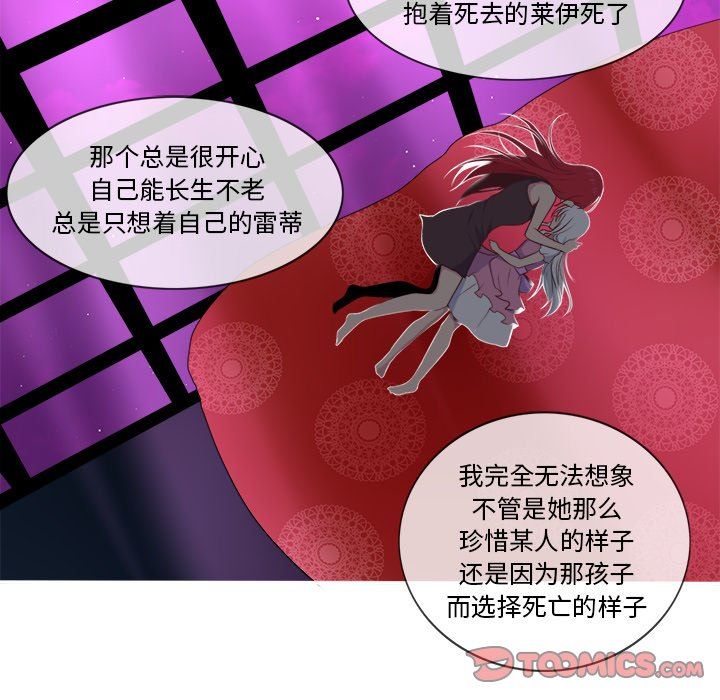 抱着死去的莱伊死了
那个总是很开心
自己能长生不老
总是只想着自己的雷蒂
我完全无法想象
不管是她那么
珍惜某人的样子
还是因为那孩子
而选择死亡的样子
TOOMICS.COM